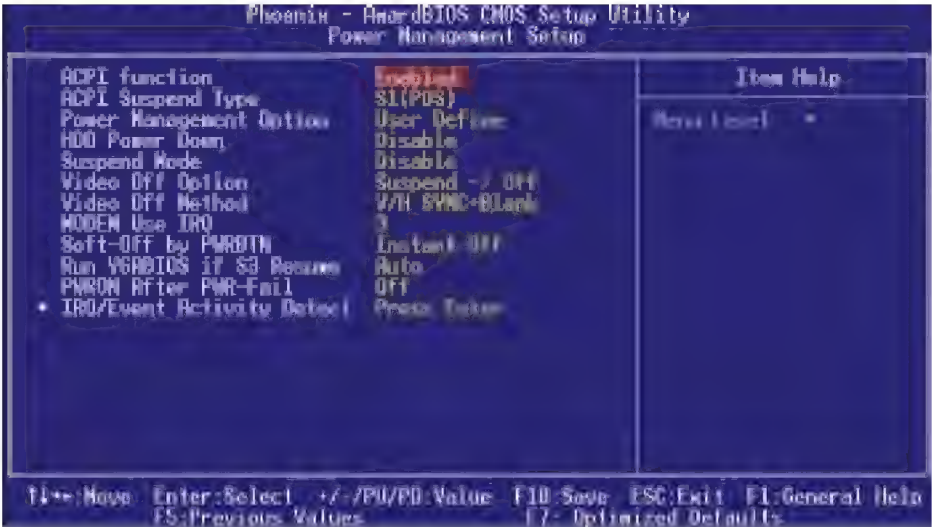 Phoenix - AwardBIOS CMOS Setup Utility
Power Management Setup
ACPI function Enabled
ACPI Suspend Type S1(POS)
Power Management Option User Define
HDD Power Down Disable
Suspend Mode Disable
Video Off Option Suspend -> Off
Video Off Method V/H SYNC+Blank
MODEM Use IRQ 3
Soft-Off by PWRBTN Instant-Off
Run VGABIOS if S3 Resume Auto
PWRON After PWR-Fail Off
IRQ/Event Activity Detect Press Enter
Item Help
Menu Level
↑↓→←:Move Enter:Select +/-/PU/PD:Value F10:Save ESC:Exit F1:General Help
F5:Previous Values F7: Optimized Defaults